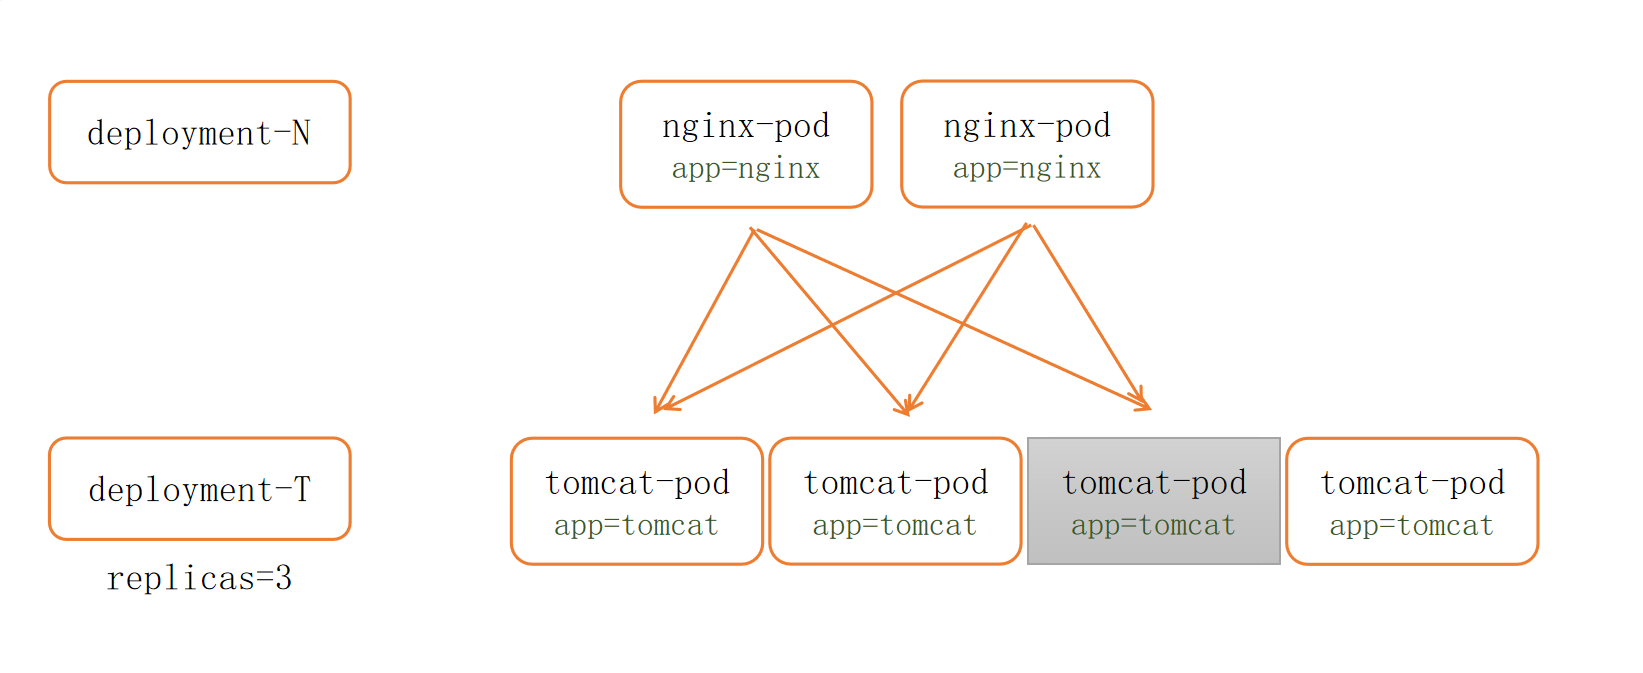 deployment-N
nginx-pod
app=nginx
nginx-pod
app=nginx
deployment-T
replicas=3
tomcat-pod
app=tomcat
tomcat-pod
app=tomcat
tomcat-pod
app=tomcat
tomcat-pod
app=tomcat